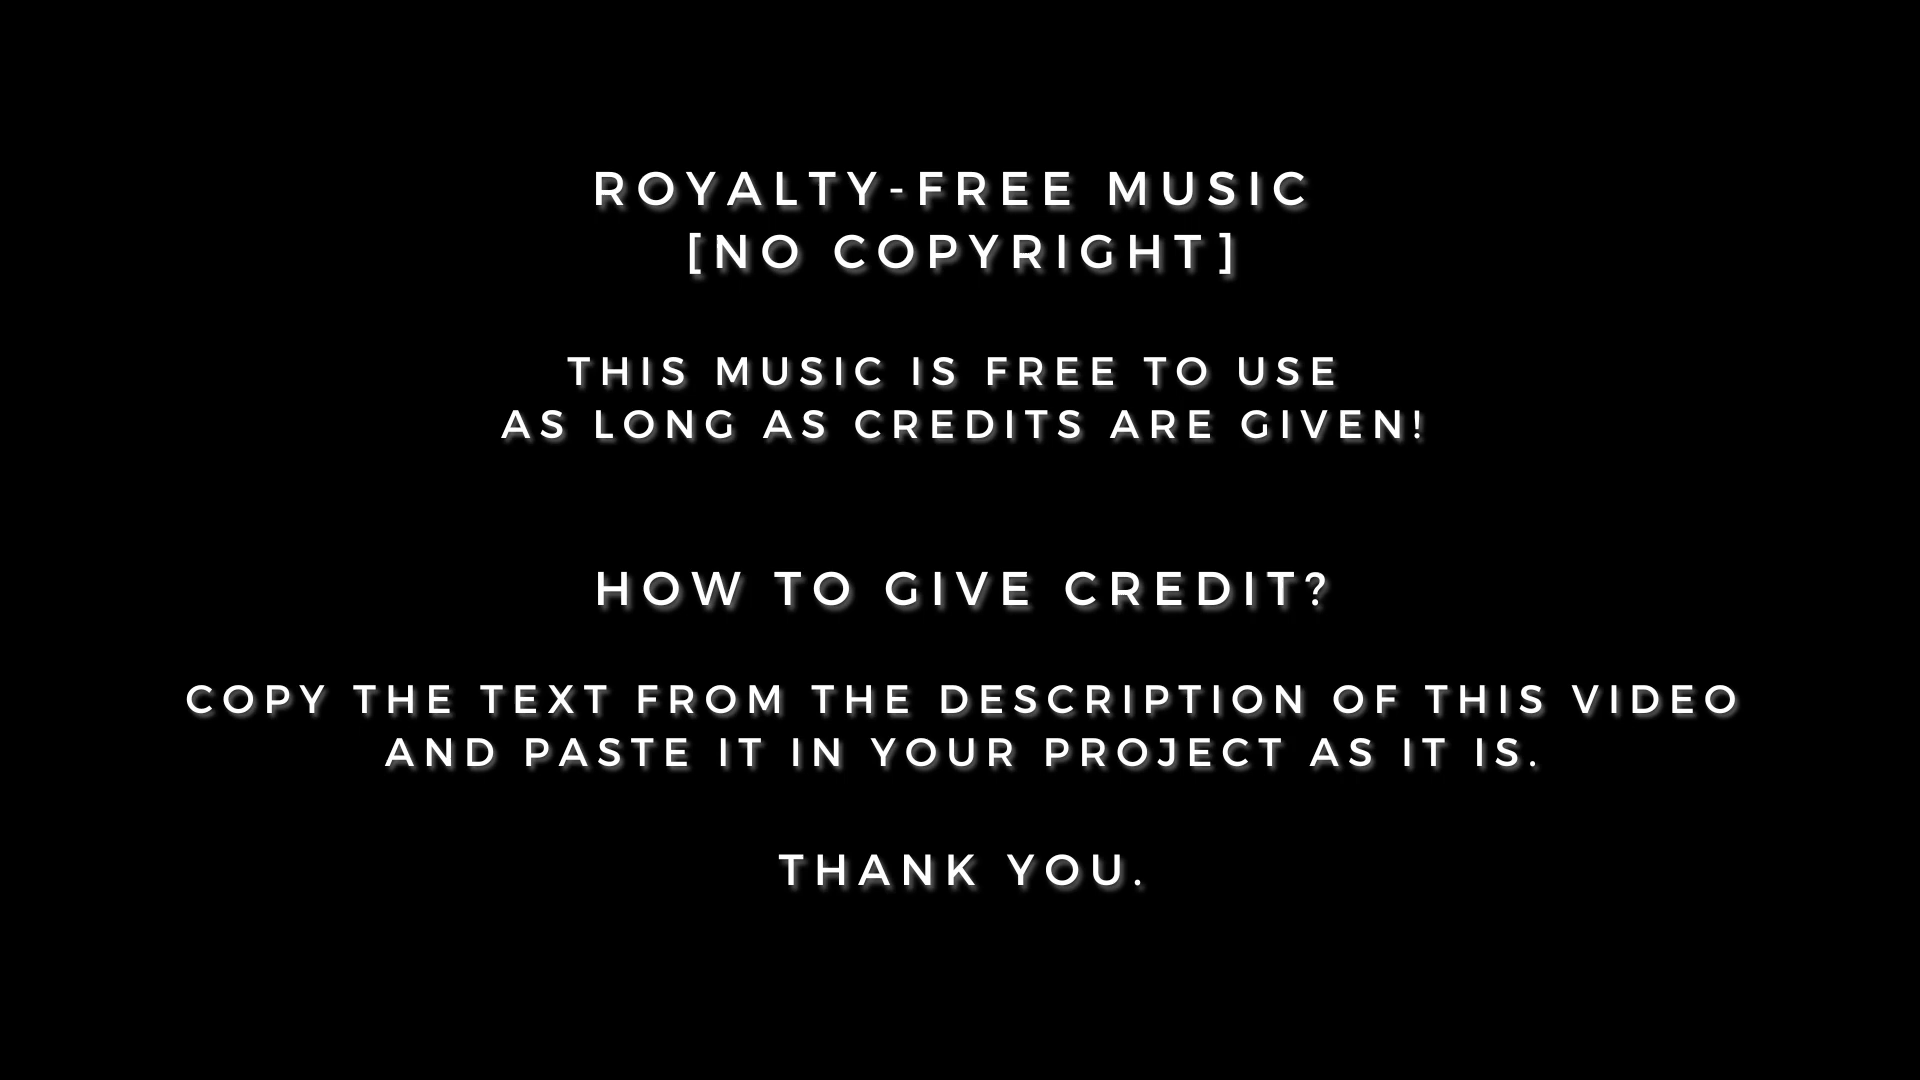 ROYALTY-FREE MUSIC
[NO COPYRIGHT]
THIS MUSIC IS FREE TO USE
AS LONG AS CREDITS ARE GIVEN!
HOW TO GIVE CREDIT?
COPY THE TEXT FROM THE DESCRIPTION OF THIS VIDEO
AND PASTE IT IN YOUR PROJECT AS IT IS.
THANK YOU.